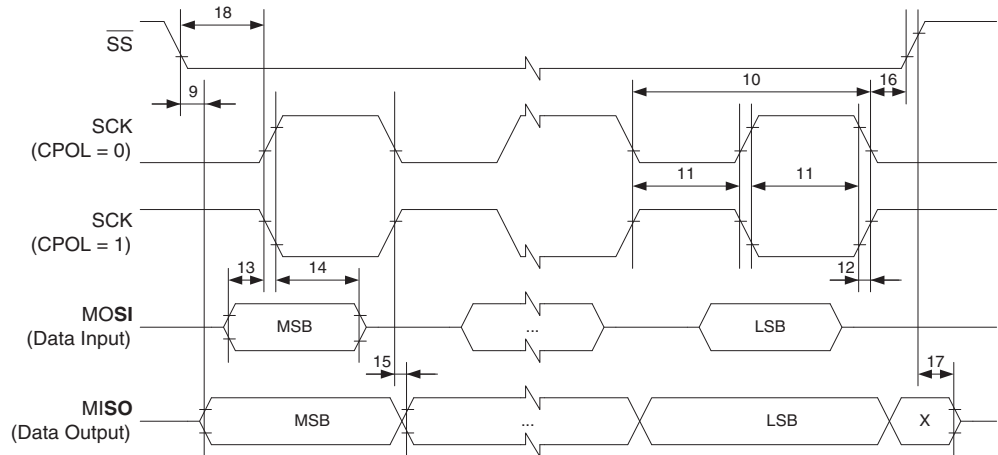 18
SS
9
10
16
SCK
(CPOL = 0)
11
11
SCK
(CPOL = 1)
13
14
12
MOSI
(Data Input)
MSB
...
LSB
15
17
MISO
(Data Output)
MSB
...
LSB
X